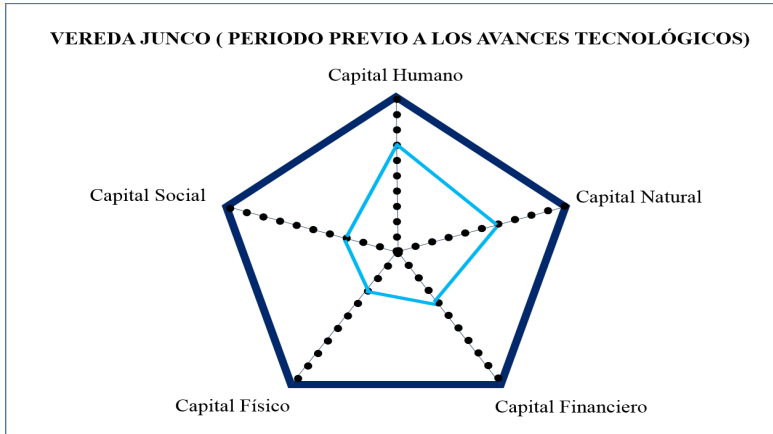 VEREDA JUNCO ( PERIODO PREVIO A LOS AVANCES TECNOLÓGICOS)
Capital Humano
Capital Social
Capital Natural
Capital Físico
Capital Financiero